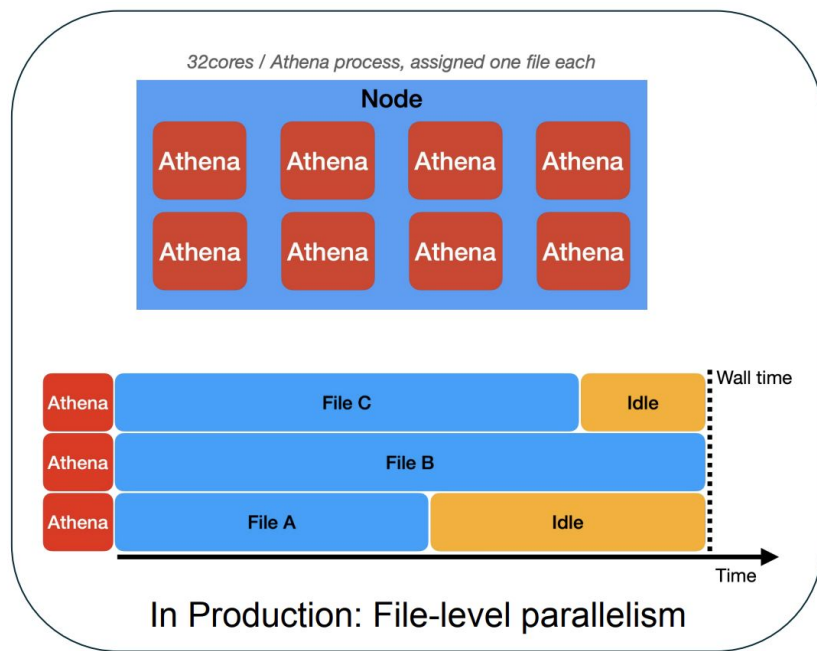 32cores / Athena process, assigned one file each
Node
Athena Athena Athena Athena
Athena Athena Athena Athena
Wall time
Athena File C Idle
Athena File B
Athena File A Idle
Time
In Production: File-level parallelism